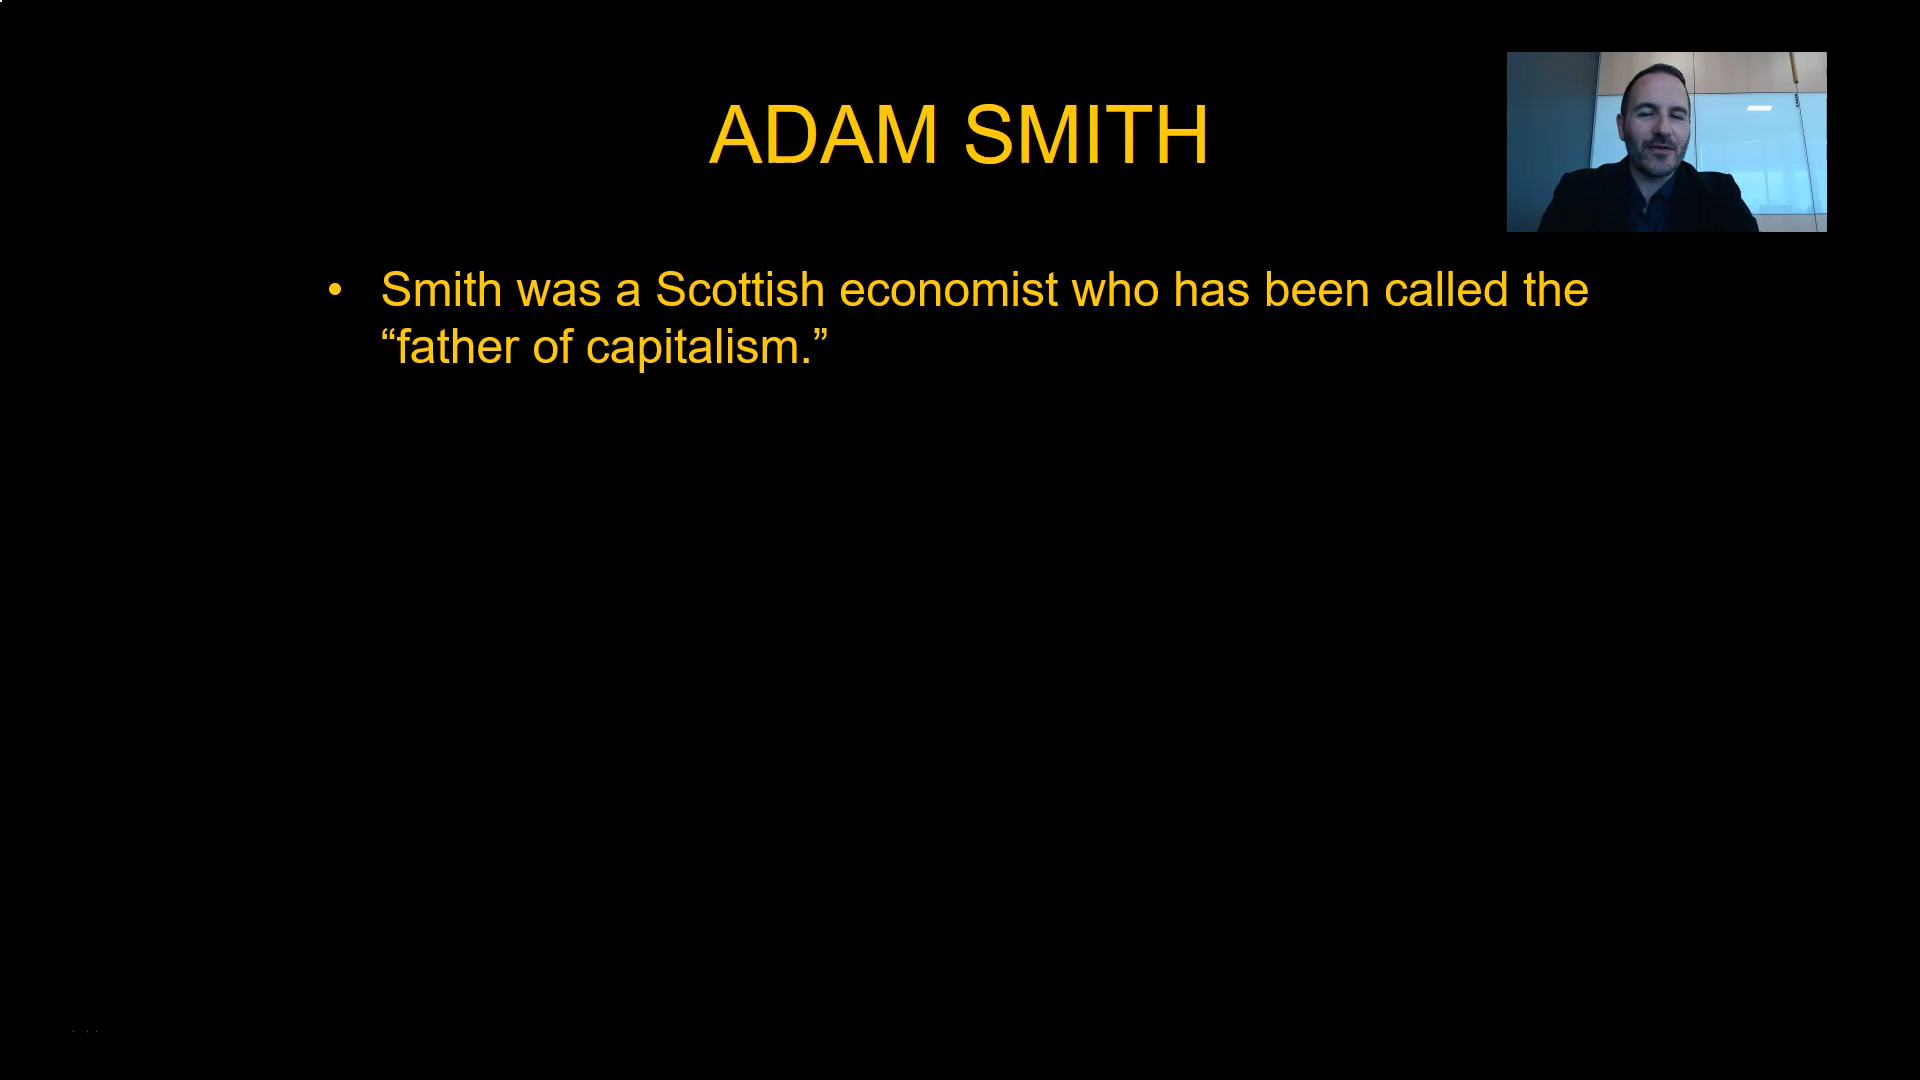 ADAM SMITH
• Smith was a Scottish economist who has been called the
“father of capitalism.”